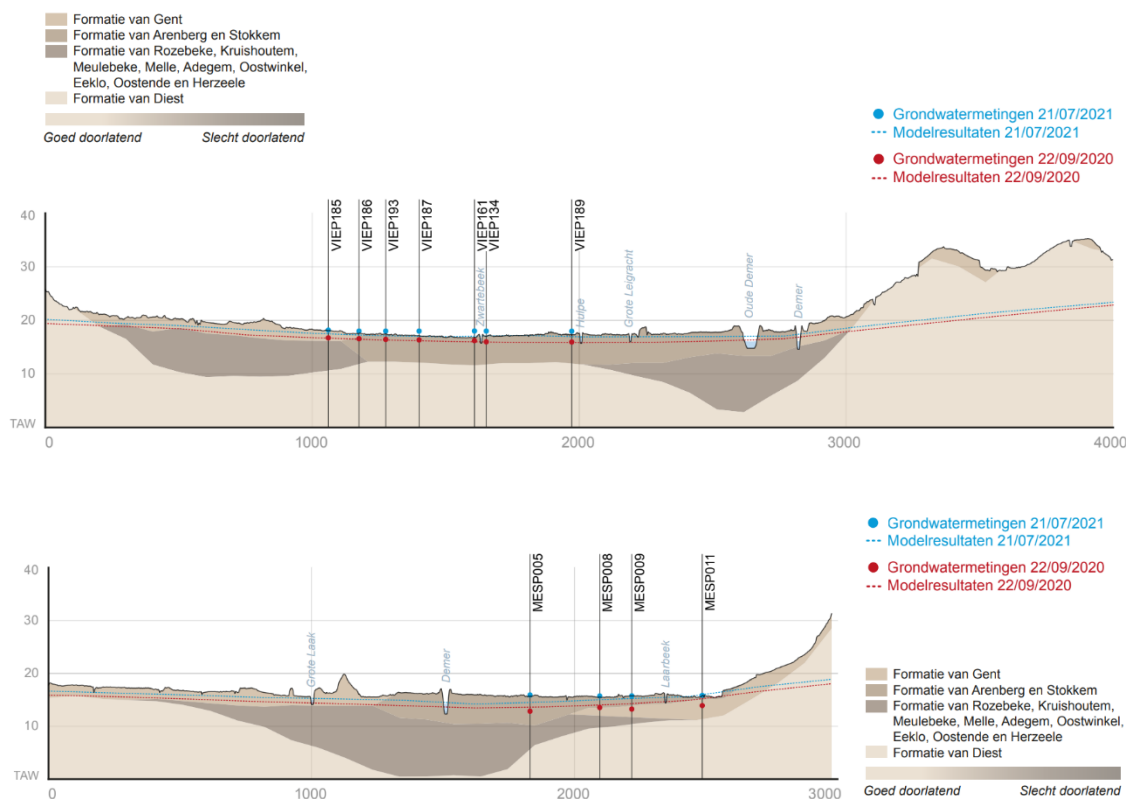 Formatie van Gent
Formatie van Arenberg en Stokkem
Formatie van Rozebeke, Kruishoutem,
Meulebeke, Melle, Adegem, Oostwinkel,
Eeklo, Oostende en Herzeele
Formatie van Diest
Goed doorlatend
Slecht doorlatend
Grondwatermetingen 21/07/2021
Modelresultaten 21/07/2021
Grondwatermetingen 22/09/2020
Modelresultaten 22/09/2020
40
30
20
10
TAW
VIEP185
VIEP186
VIEP193
VIEP187
VIEP161
VIEP134
VIEP189
Zwartebeek
Hulpe
Grote Leigracht
Oude Demer
Demer
0
1000
2000
3000
4000
Grondwatermetingen 21/07/2021
Modelresultaten 21/07/2021
Grondwatermetingen 22/09/2020
Modelresultaten 22/09/2020
40
30
20
10
TAW
MESP005
MESP008
MESP009
MESP011
Grote Laak
Demer
Laarbeek
0
1000
2000
3000
Formatie van Gent
Formatie van Arenberg en Stokkem
Formatie van Rozebeke, Kruishoutem,
Meulebeke, Melle, Adegem, Oostwinkel,
Eeklo, Oostende en Herzeele
Formatie van Diest
Goed doorlatend
Slecht doorlatend